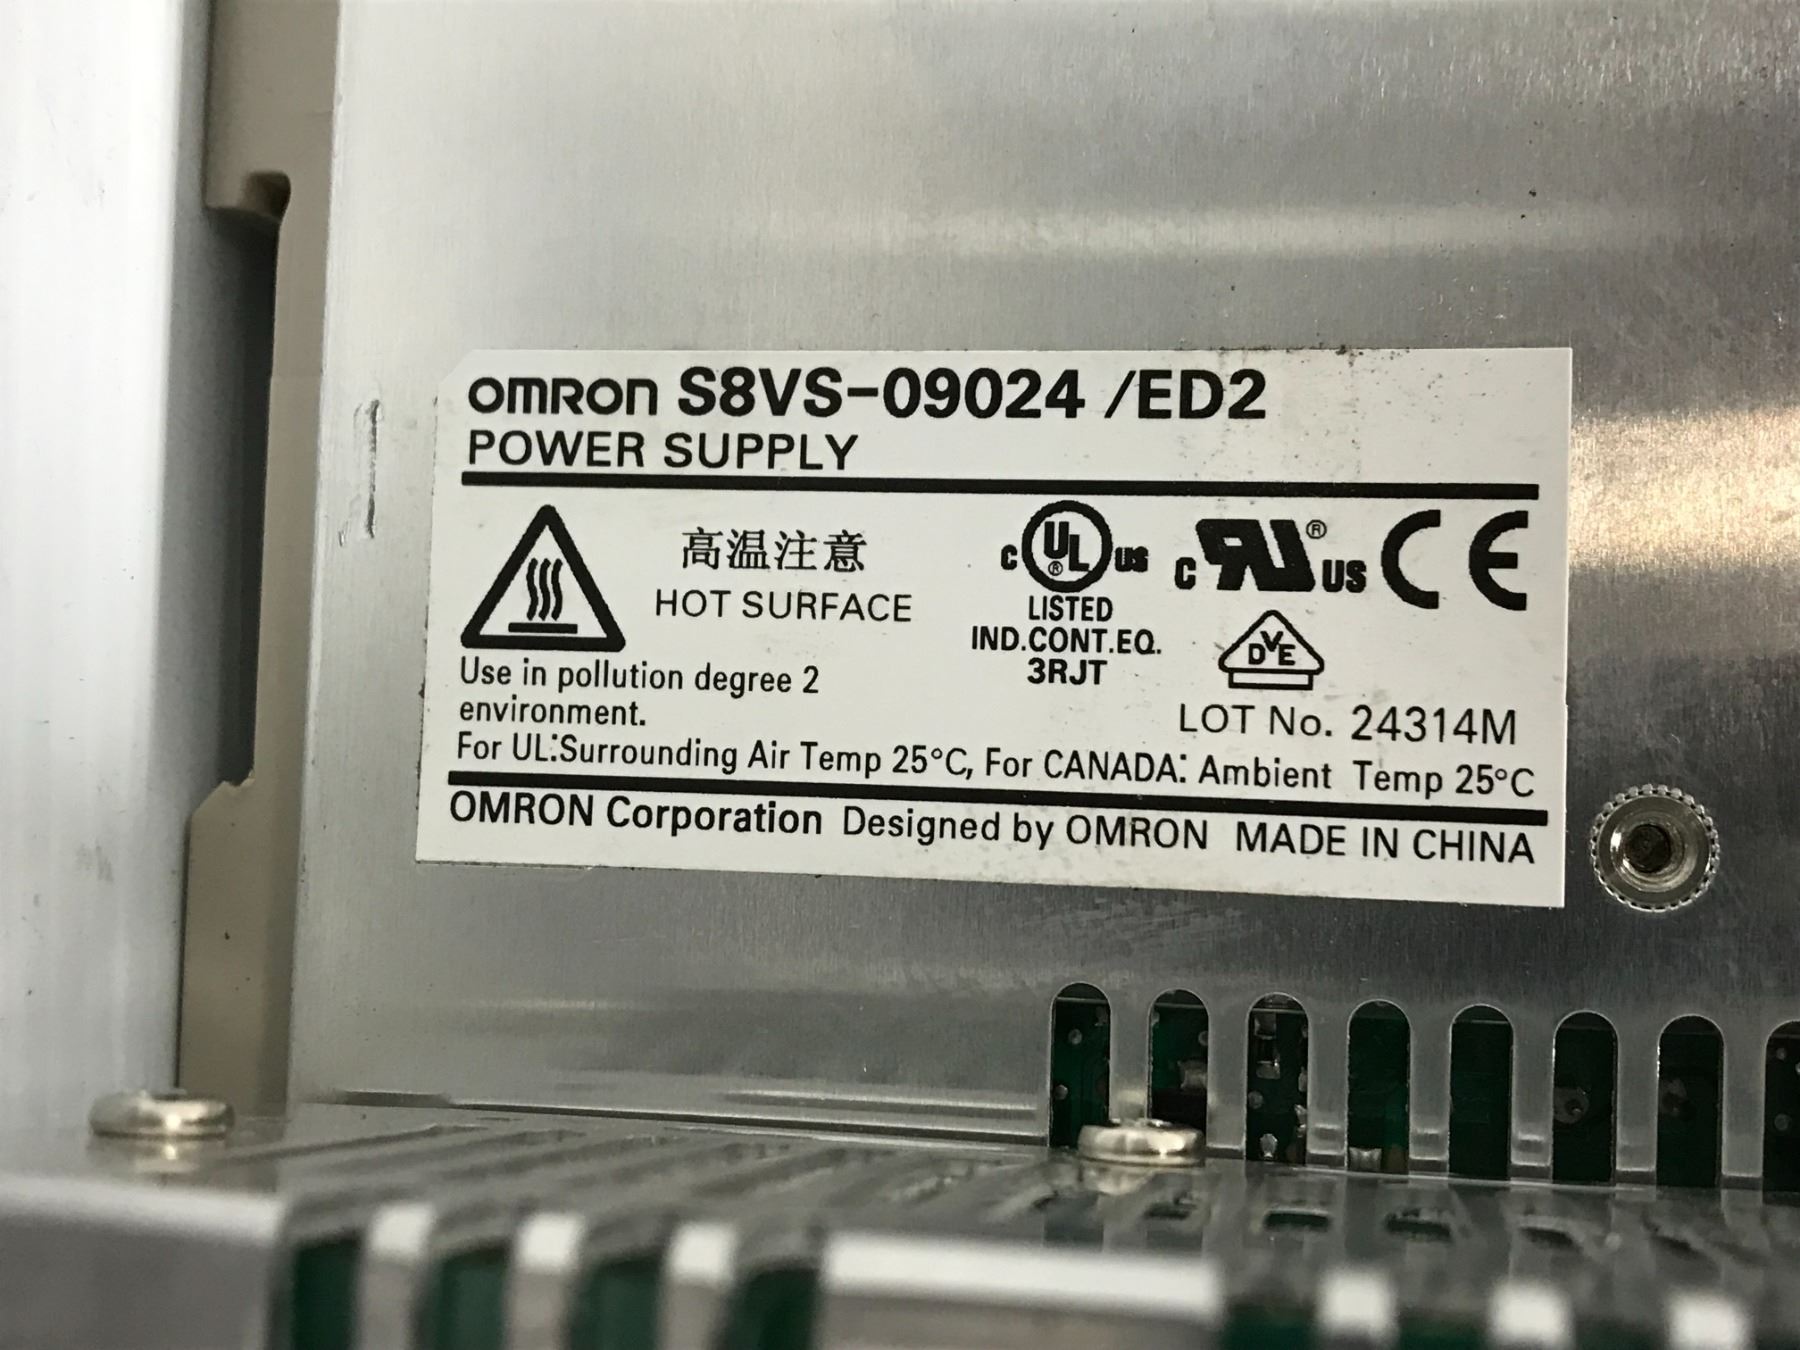 OMRON S8VS-09024 /ED2
POWER SUPPLY
高温注意
HOT SURFACE
c UL ® us
LISTED
IND.CONT.EQ.
3RJT
c RU ® US
CE
VDE
Use in pollution degree 2
environment.
LOT No. 24314M
For UL:Surrounding Air Temp 25°C, For CANADA: Ambient Temp 25°C
OMRON Corporation Designed by OMRON MADE IN CHINA